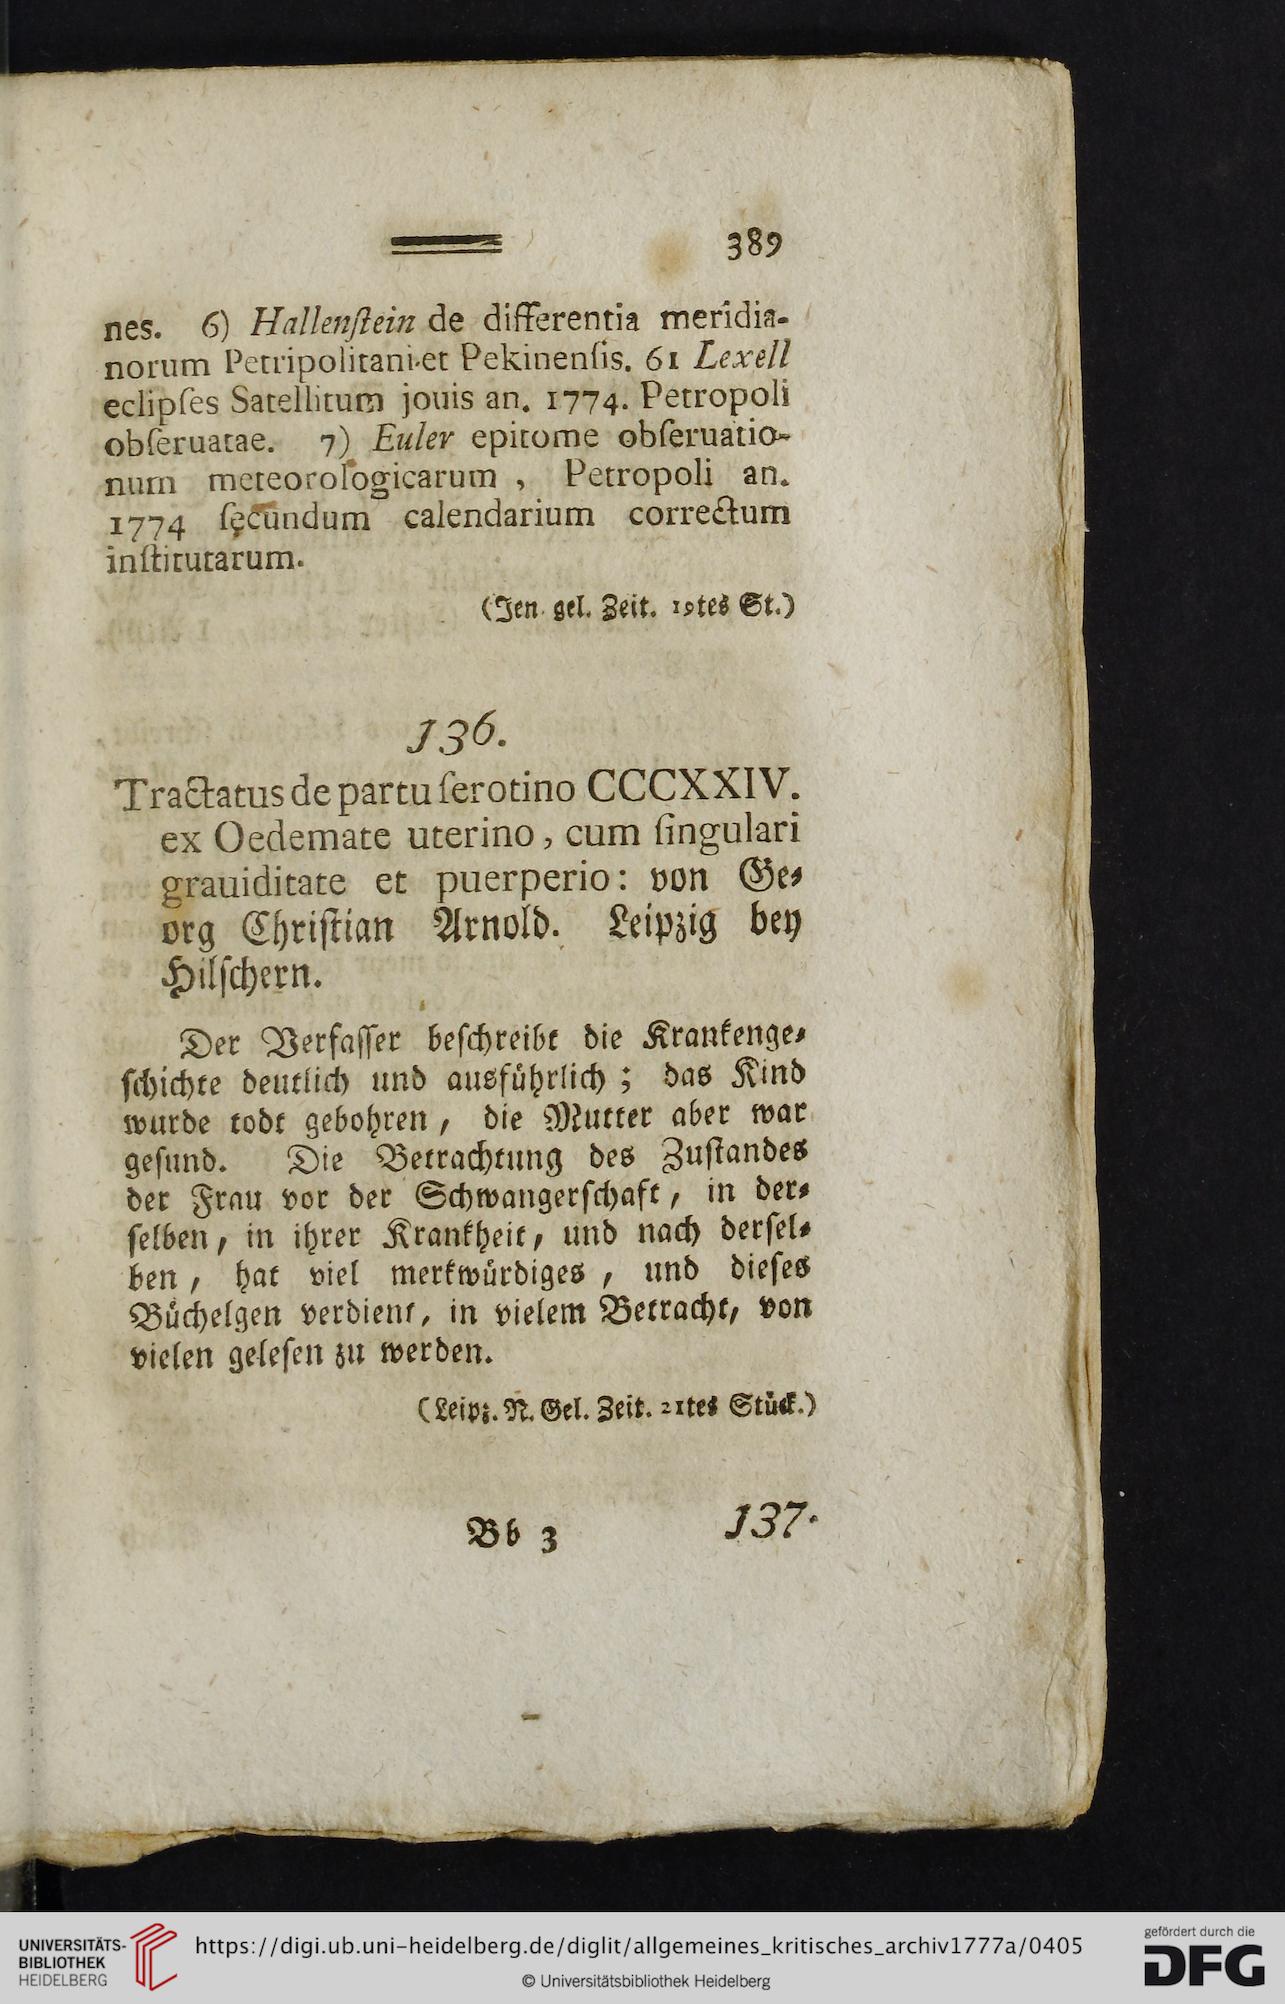 389
nes. 6) Hallenſtein de differentia meridia-
norum Petripolitani-et Pekinenſis. 61 Lexell
eclipſes Satellitum jouis an. 1774. Petropoli
obſeruatae. 7) Euler epitome obſeruatio-
num meteorologicarum , Petropoli an.
1774 ſecundum calendarium correctum
inſtitutarum.
(Jen. gel. Zeit. 19tes St.)
136.
Tractatus de partu ſerotino CCCXXIV.
ex Oedemate uterino, cum ſingulari
grauiditate et puerperio: von Ge-
org Chriſtian Arnold. Leipzig bey
Hilſchern.
Der Verfaſſer beſchreibt die Krankenge-
ſchichte deutlich und ausführlich; das Kind
wurde todt gebohren, die Mutter aber war
geſund. Die Betrachtung des Zuſtandes
der Frau vor der Schwangerſchaft, in der-
ſelben, in ihrer Krankheit, und nach derſel-
ben, hat viel merkwürdiges, und dieſes
Büchelgen verdient, in vielem Betracht, von
vielen geleſen zu werden.
(Leipz. N. Gel. Zeit. 21tes Stück.)
Bb 3 137.
UNIVERSITÄTS-
BIBLIOTHEK
HEIDELBERG
https://digi.ub.uni-heidelberg.de/diglit/allgemeines_kritisches_archiv1777a/0405
© Universitätsbibliothek Heidelberg
gefördert durch die
DFG